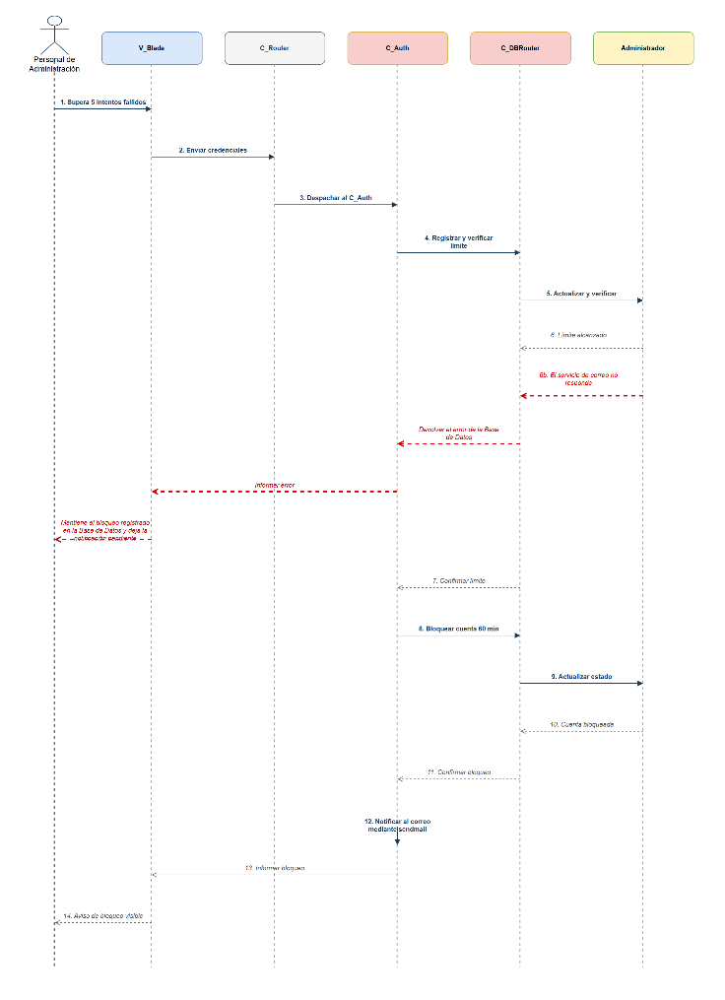 V_Blade
C_Router
C_Auth
C_DBRouter
Administrador
Personal de
Administración
1. Supera 5 intentos fallidos
2. Enviar credenciales
3. Despachar al C_Auth
4. Registrar y verificar
límite
5. Actualizar y verificar
6. Límite alcanzado
6b. El servicio de correo no
responde
Devolver el error de la Base
de Datos
Informar error
Mantiene el bloqueo registrado
en la Base de Datos y deja la
notificación pendiente
7. Confirmar límite
8. Bloquear cuenta 60 min
9. Actualizar estado
10. Cuenta bloqueada
11. Confirmar bloqueo
12. Notificar al correo
mediante sendmail
13. Informar bloqueo
14. Aviso de bloqueo visible